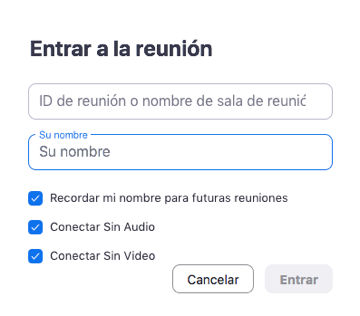 Entrar a la reunión
ID de reunión o nombre de sala de reunic
Su nombre
Su nombre
Recordar mi nombre para futuras reuniones
Conectar Sin Audio
Conectar Sin Video
Cancelar
Entrar